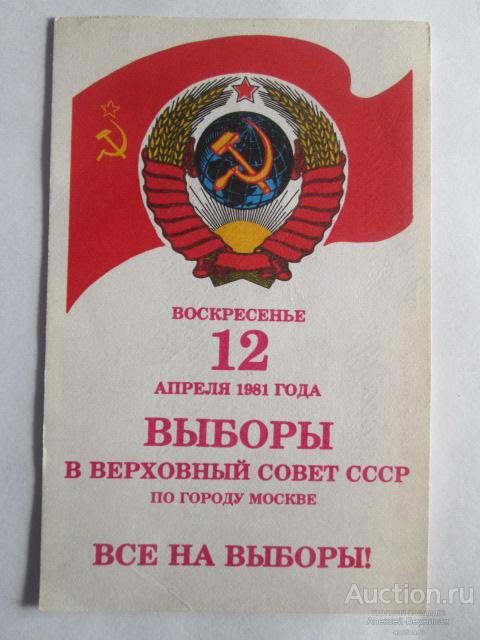 ВОСКРЕСЕНЬЕ
12
АПРЕЛЯ 1981 ГОДА
ВЫБОРЫ
В ВЕРХОВНЫЙ СОВЕТ СССР
ПО ГОРОДУ МОСКВЕ
ВСЕ НА ВЫБОРЫ!
Auction.ru